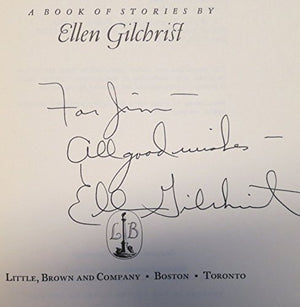 A BOOK OF STORIES BY
Ellen Gilchrist
For Jim —
All good wishes —
Ellen Gilchrist
L B
LITTLE, BROWN AND COMPANY • BOSTON • TORONTO